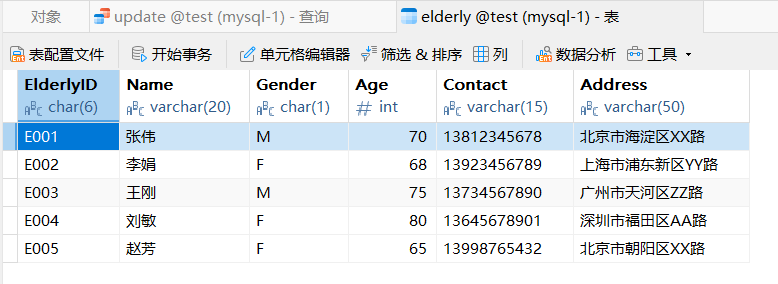 对象 update @test (mysql-1) - 查询 elderly @test (mysql-1) - 表
表配置文件 开始事务 单元格编辑器 筛选 & 排序 列 数据分析 工具
ElderlyID Name Gender Age Contact Address
char(6) varchar(20) char(1) int varchar(15) varchar(50)
E001 张伟 M 70 13812345678 北京市海淀区XX路
E002 李娟 F 68 13923456789 上海市浦东新区YY路
E003 王刚 M 75 13734567890 广州市天河区ZZ路
E004 刘敏 F 80 13645678901 深圳市福田区AA路
E005 赵芳 F 65 13998765432 北京市朝阳区XX路